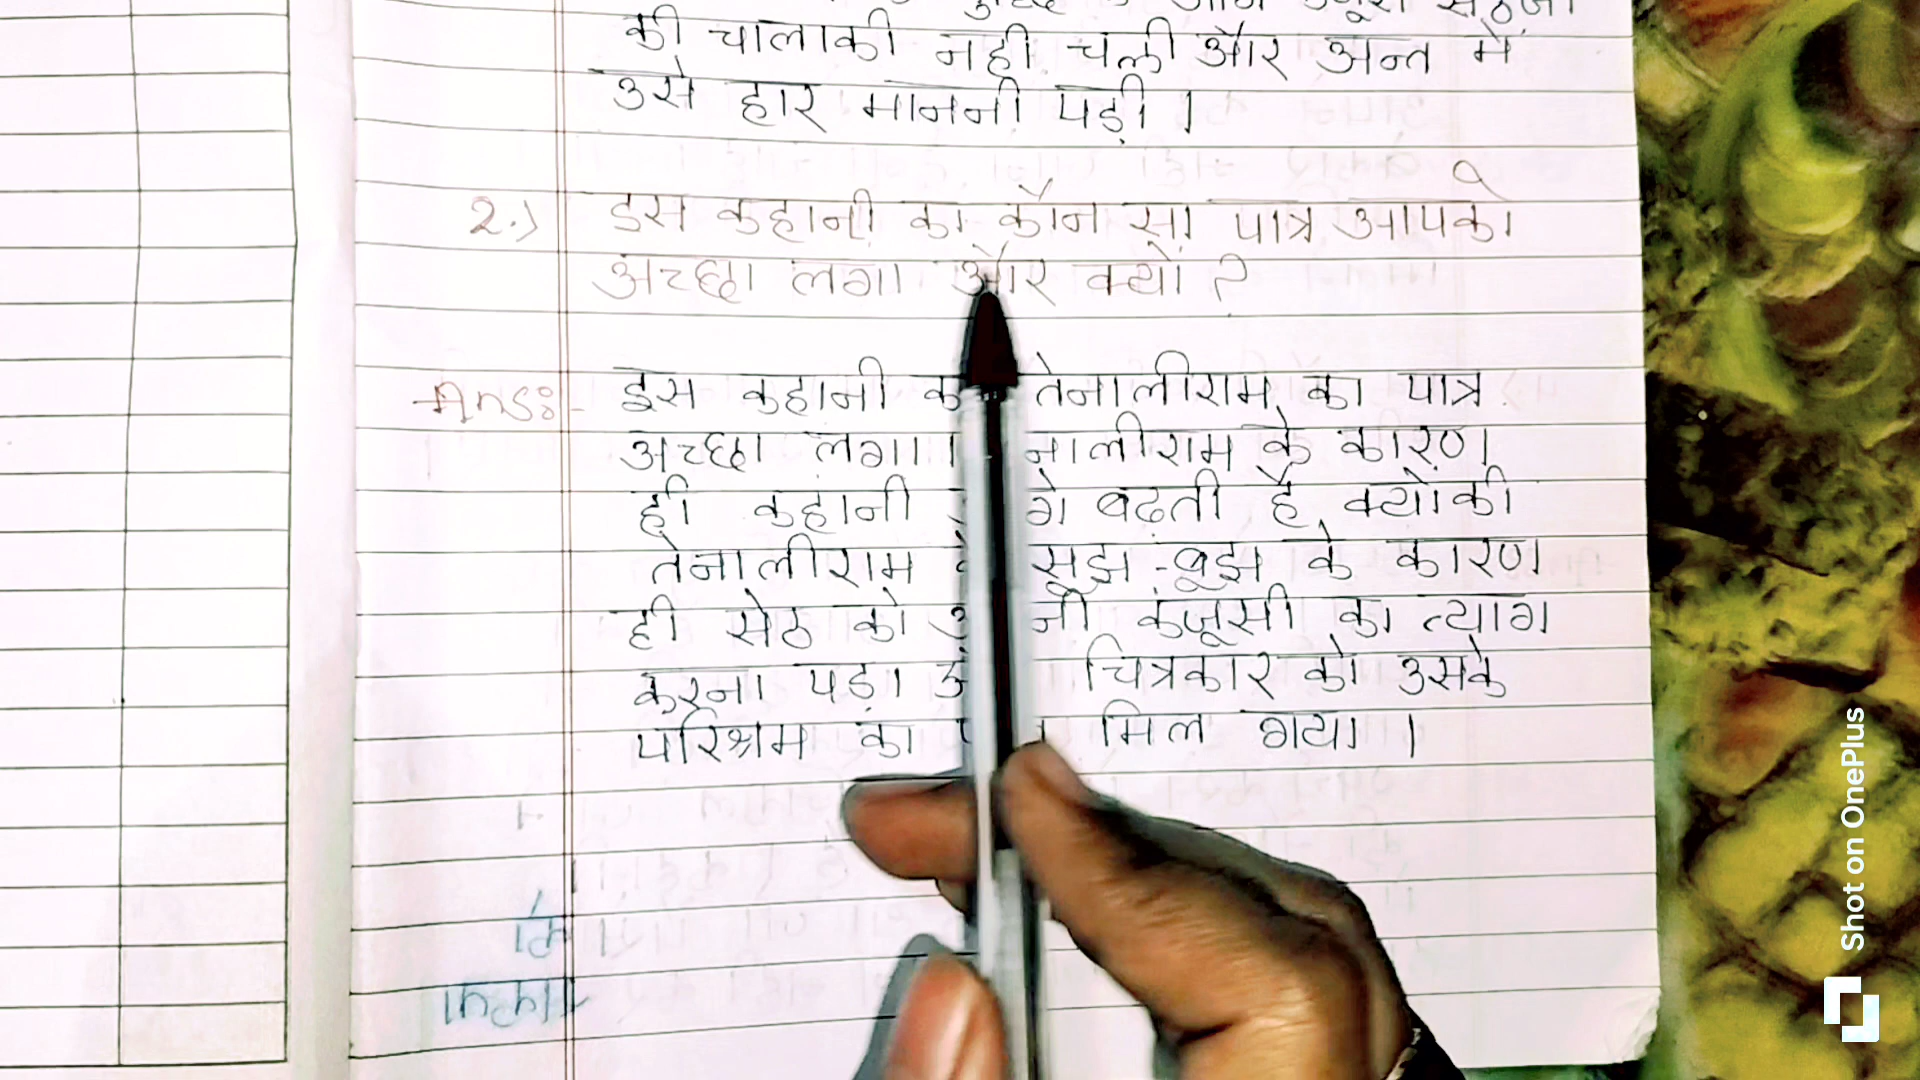 की चालाकी नही चली और अन्त में
उसे हार माननी पड़ी ।
2.) इस कहानी का कौन सा पात्र आपको
अच्छा लगा और क्यों ?
Ans:- इस कहानी तेनालीराम का पात्र
अच्छा लगा । के कारण
ही कहानी बढ़ती है, क्योकी
तेनालीराम सूझ-बूझ के कारण
ही सेठ को कंजूसी का त्याग
करना पड़ा चित्रकार को उसके
परिश्रम का मिल गया ।
Shot on OnePlus